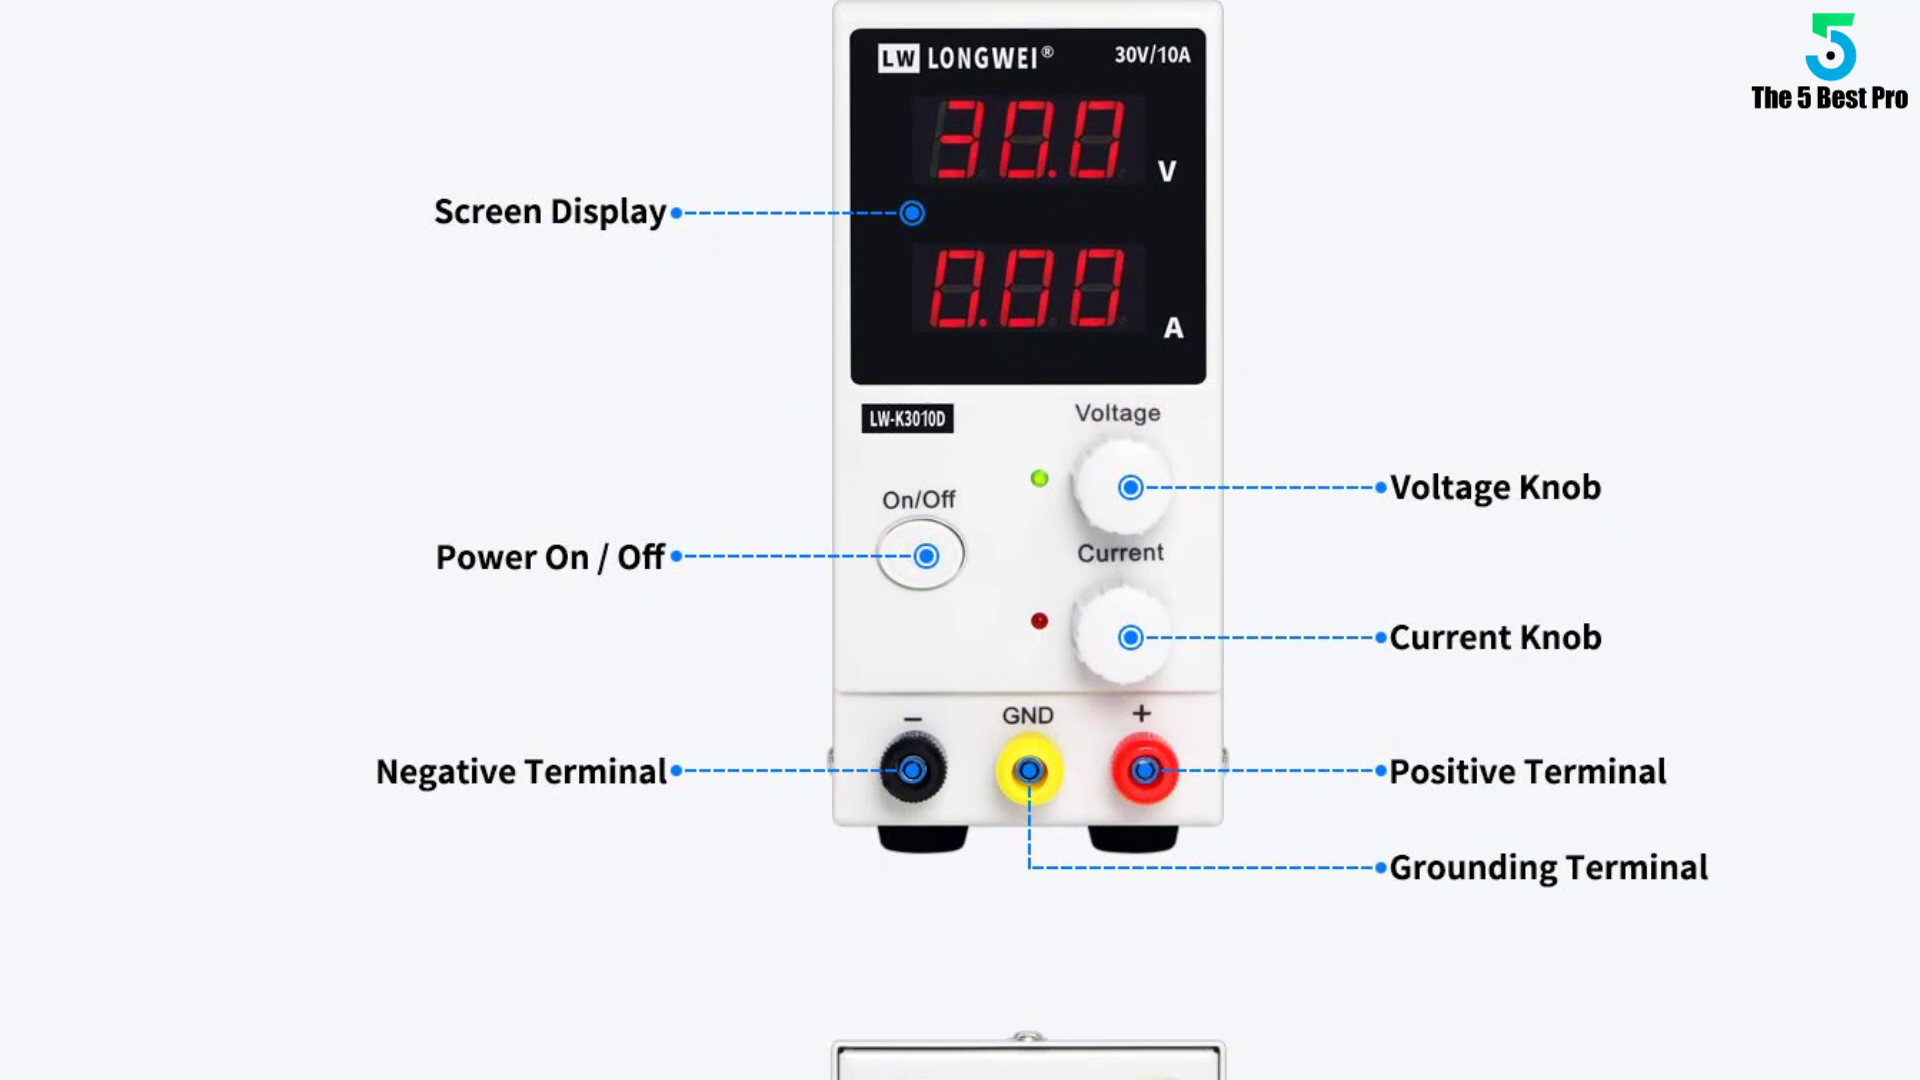 5
The 5 Best Pro
LW LONGWEI® 30V/10A
30.0 V
Screen Display
0.00 A
LW-K3010D
Voltage
Voltage Knob
On/Off
Power On / Off
Current
Current Knob
− GND +
Negative Terminal
Positive Terminal
Grounding Terminal